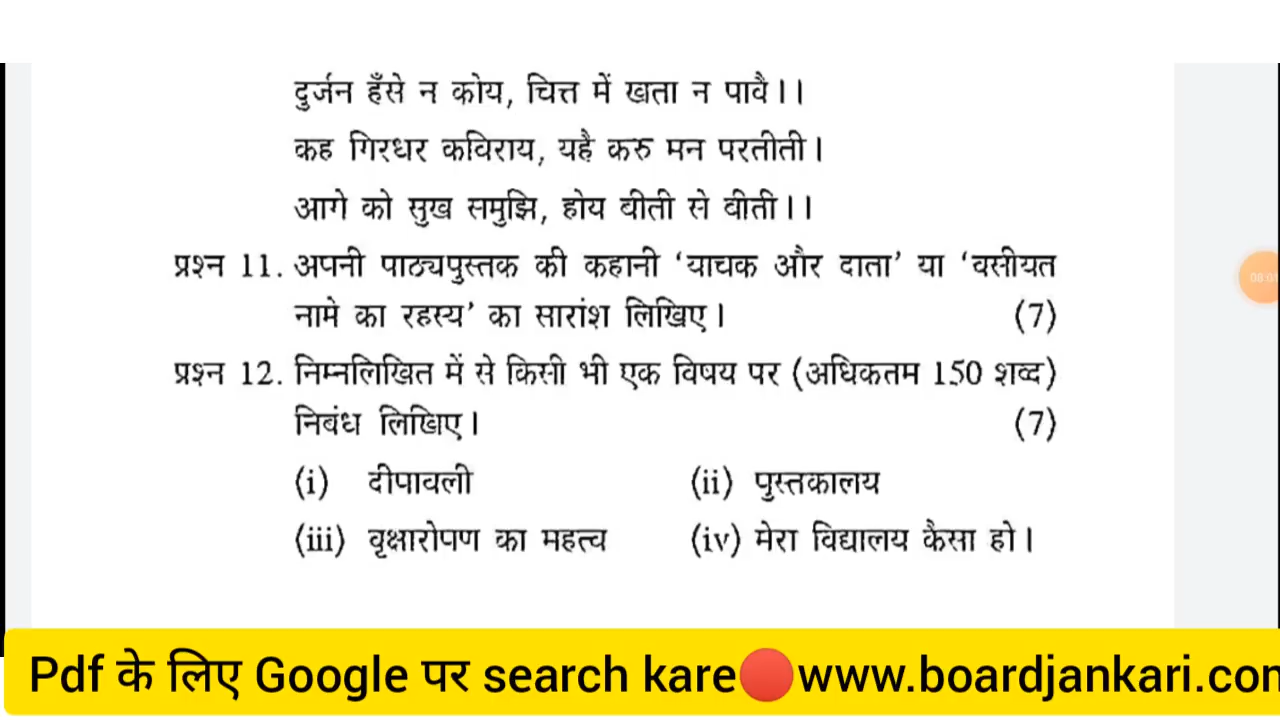 दुर्जन हँसे न कोय, चित्त में खता न पावै।।
कह गिरधर कविराय, यहै करु मन परतीती।
आगे को सुख समुझि, होय बीती से बीती।।
प्रश्न 11. अपनी पाठ्यपुस्तक की कहानी ‘याचक और दाता’ या ‘वसीयत
नामे का रहस्य’ का सारांश लिखिए। (7)
प्रश्न 12. निम्नलिखित में से किसी भी एक विषय पर (अधिकतम 150 शब्द)
निबंध लिखिए। (7)
(i) दीपावली (ii) पुस्तकालय
(iii) वृक्षारोपण का महत्व (iv) मेरा विद्यालय कैसा हो।
Pdf के लिए Google पर search kare🔴www.boardjankari.com